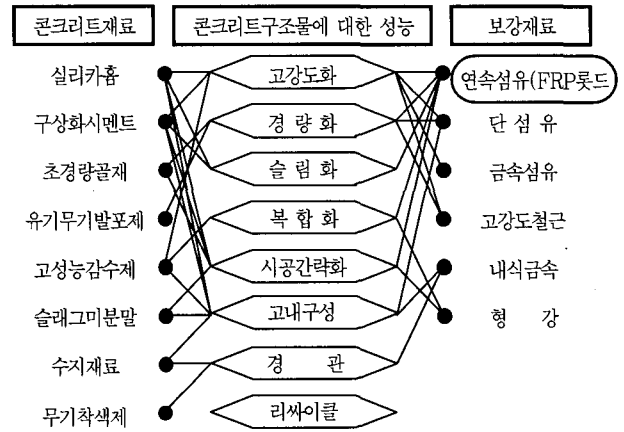 콘크리트재료 콘크리트구조물에 대한 성능 보강재료
실리카흄 고강도화 연속섬유(FRP롯드
구상화시멘트 경량화 단섬유
초경량골재 슬림화 금속섬유
유기무기발포제 복합화 고강도철근
고성능감수제 시공간략화 내식금속
슬래그미분말 고내구성 형강
수지재료 경관
무기착색제 리싸이클